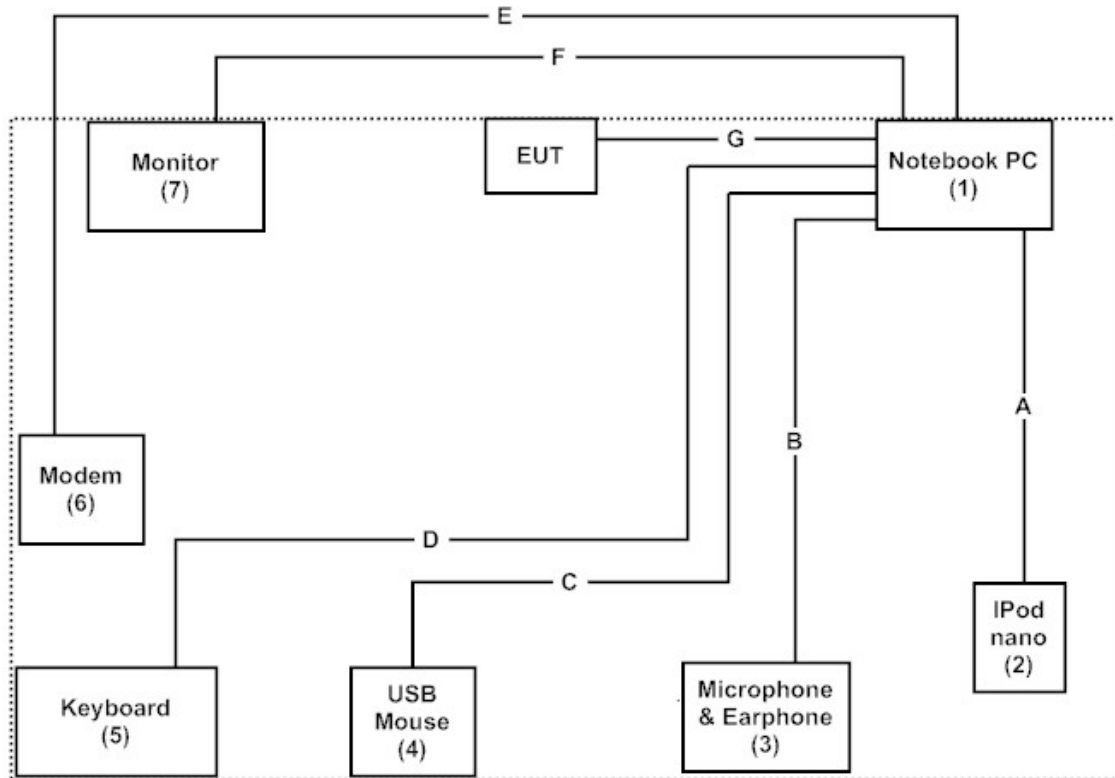 E
F
Monitor
(7)
EUT
G
Notebook PC
(1)
A
B
Modem
(6)
D
C
IPod
nano
(2)
Keyboard
(5)
USB
Mouse
(4)
Microphone
& Earphone
(3)